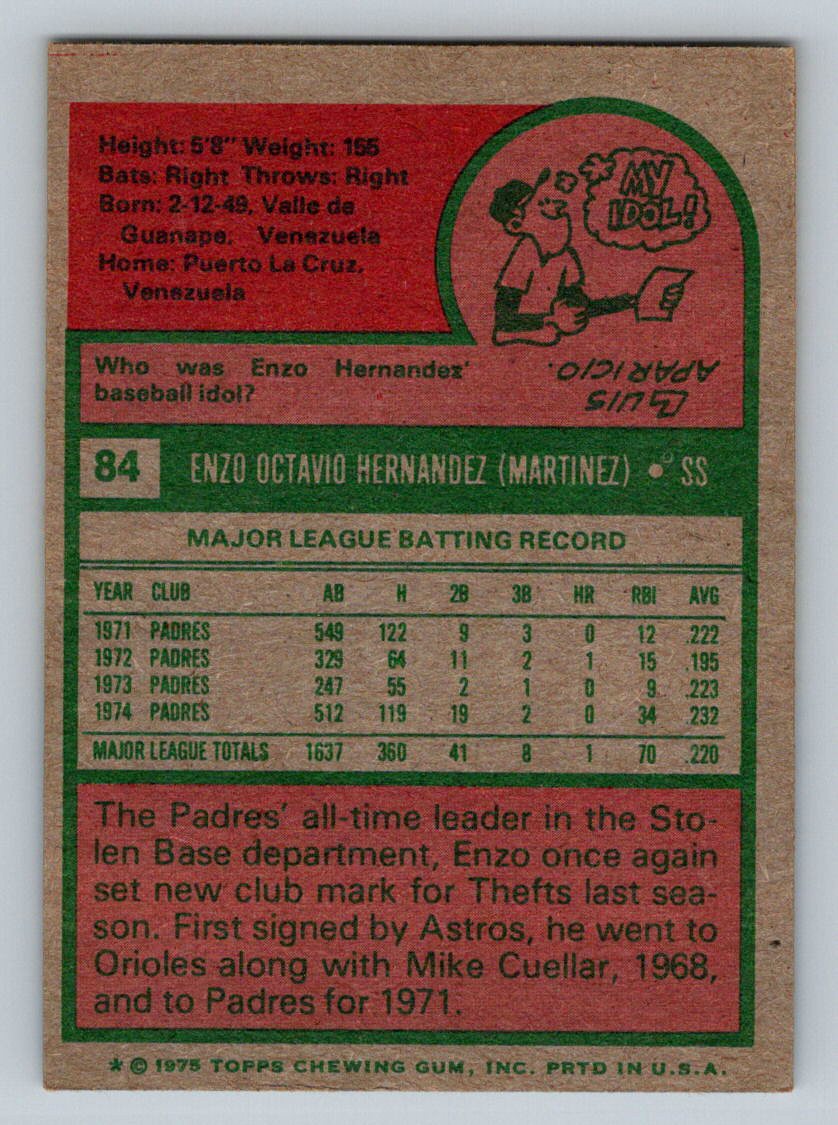 Height: 5'8" Weight: 155
Bats: Right Throws: Right
Born: 2-12-49, Valle de
Guanape, Venezuela
Home: Puerto La Cruz,
Venezuela
MY
IDOL!
Who was Enzo Hernandez'
baseball idol?
LUIS
APARICIO.
84 ENZO OCTAVIO HERNANDEZ (MARTINEZ) • SS
MAJOR LEAGUE BATTING RECORD
YEAR CLUB AB H 2B 3B HR RBI AVG
1971 PADRES 549 122 9 3 0 12 .222
1972 PADRES 329 64 11 2 1 15 .195
1973 PADRES 247 55 2 1 0 9 .223
1974 PADRES 512 119 19 2 0 34 .232
MAJOR LEAGUE TOTALS 1637 360 41 8 1 70 .220
The Padres' all-time leader in the Sto-
len Base department, Enzo once again
set new club mark for Thefts last sea-
son. First signed by Astros, he went to
Orioles along with Mike Cuellar, 1968,
and to Padres for 1971.
* © 1975 TOPPS CHEWING GUM, INC. PRTD IN U.S.A.